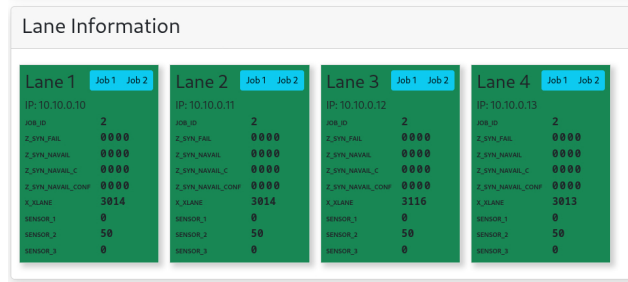 Lane Information
Lane 1 Job 1 Job 2
IP: 10.10.0.10
JOB_ID 2
Z_SYN_FAIL 0000
Z_SYN_NAVAIL 0000
Z_SYN_NAVAIL_C 0000
Z_SYN_NAVAIL_CONF 0000
X_XLANE 3014
SENSOR_1 0
SENSOR_2 50
SENSOR_3 0
Lane 2 Job 1 Job 2
IP: 10.10.0.11
JOB_ID 2
Z_SYN_FAIL 0000
Z_SYN_NAVAIL 0000
Z_SYN_NAVAIL_C 0000
Z_SYN_NAVAIL_CONF 0000
X_XLANE 3014
SENSOR_1 0
SENSOR_2 50
SENSOR_3 0
Lane 3 Job 1 Job 2
IP: 10.10.0.12
JOB_ID 2
Z_SYN_FAIL 0000
Z_SYN_NAVAIL 0000
Z_SYN_NAVAIL_C 0000
Z_SYN_NAVAIL_CONF 0000
X_XLANE 3116
SENSOR_1 0
SENSOR_2 50
SENSOR_3 0
Lane 4 Job 1 Job 2
IP: 10.10.0.13
JOB_ID 2
Z_SYN_FAIL 0000
Z_SYN_NAVAIL 0000
Z_SYN_NAVAIL_C 0000
Z_SYN_NAVAIL_CONF 0000
X_XLANE 3013
SENSOR_1 0
SENSOR_2 50
SENSOR_3 0